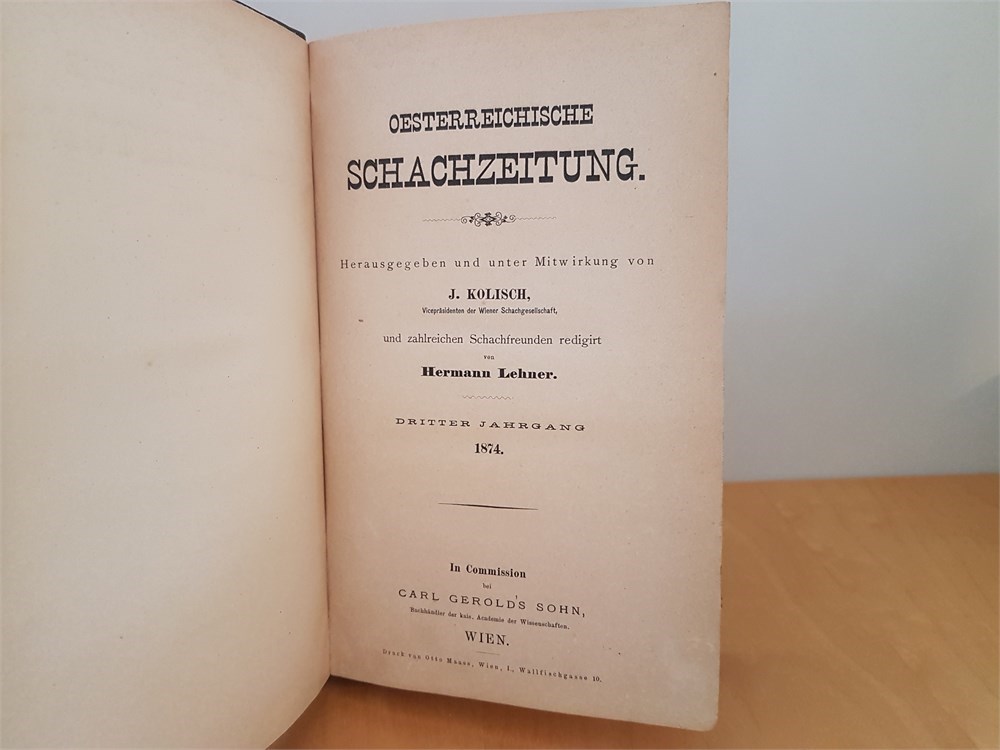 OESTERREICHISCHE
SCHACHZEITUNG.
Herausgegeben und unter Mitwirkung von
J. KOLISCH,
Vicepräsidenten der Wiener Schachgesellschaft,
und zahlreichen Schachfreunden redigirt
von
Hermann Lehner.
DRITTER JAHRGANG
1874.
In Commission
bei
CARL GEROLD'S SOHN,
Buchhändler der kais. Academie der Wissenschaften.
WIEN.
Druck van Otto Maass, Wien, I., Wallfischgasse 10.